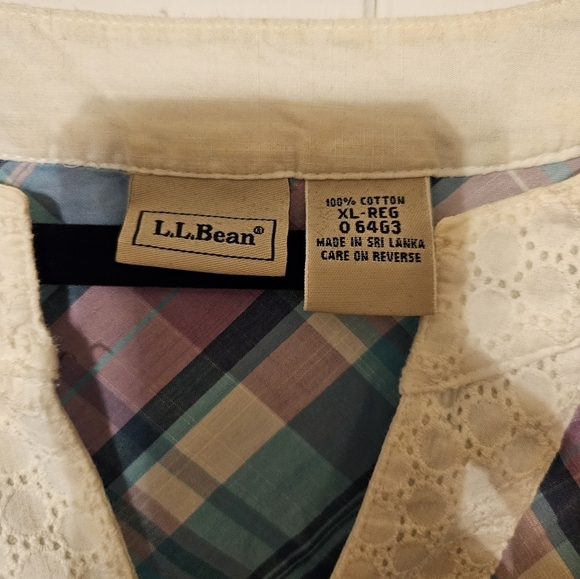 L.L.Bean®
100% COTTON
XL-REG
0 64G3
MADE IN SRI LANKA
CARE ON REVERSE